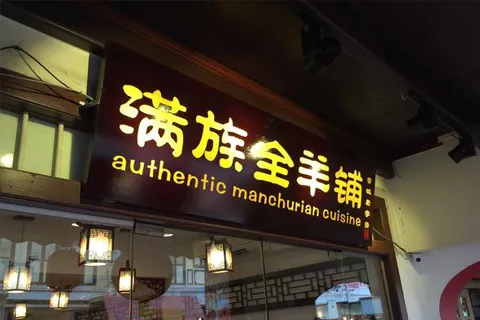 满族全羊铺
authentic manchurian cuisine